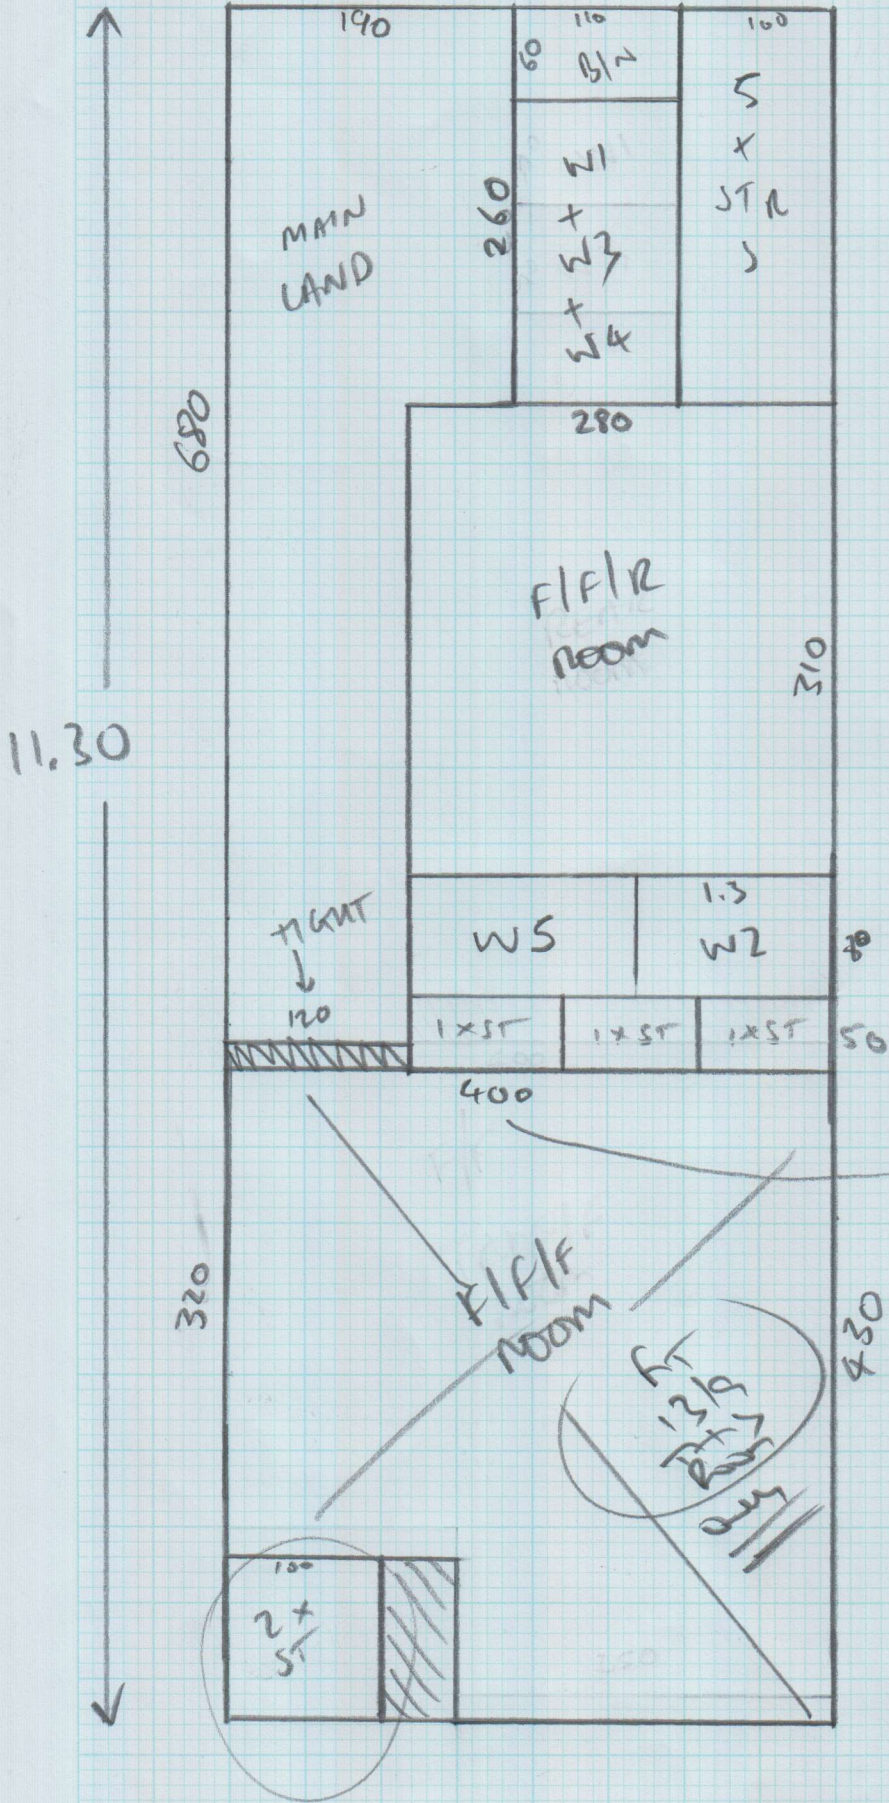 190
110
100
60
B/N
5
X
STR
S
W1
+
W3
+
W4
260
MAIN
LAND
680
280
F/F/R
ROOM
310
11.30
TIGHT
120
W5
1.3
W2
1 X ST
1 X ST
1 X ST
50
400
320
F/F/F
ROOM
430
100
2 X
ST